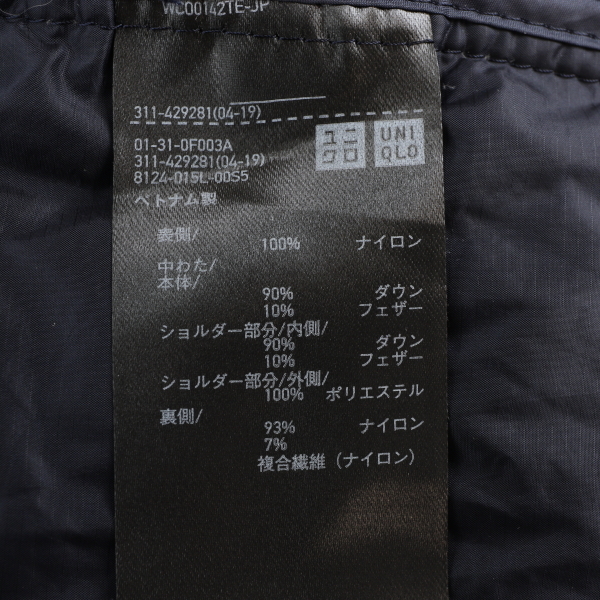 WC00142TE-JP
311-429281(04-19)
01-31-0F003A
311-429281(04-19)
8124-015L-00S5
ユニ
クロ
UNI
QLO
ベトナム製
表側/
100% ナイロン
中わた/
本体/
90% ダウン
10% フェザー
ショルダー部分/内側/
90% ダウン
10% フェザー
ショルダー部分/外側/
100% ポリエステル
裏側/
93% ナイロン
7%
複合繊維（ナイロン）